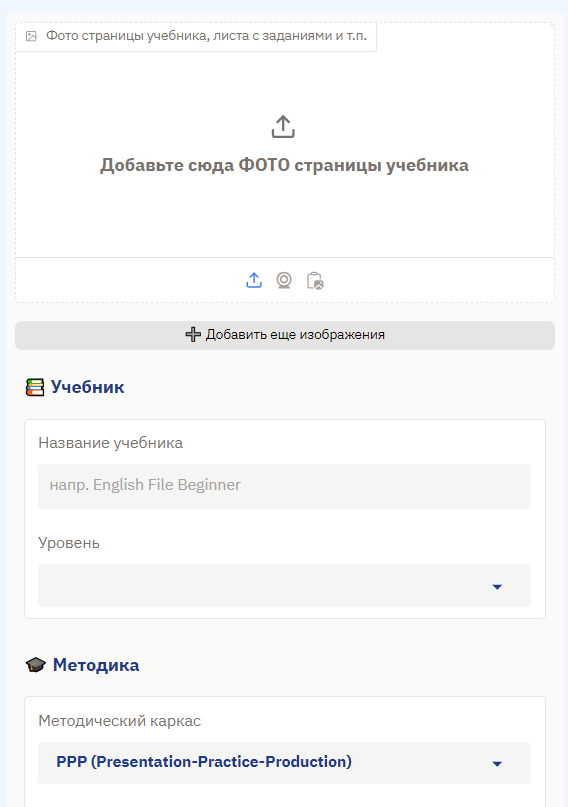 Фото страницы учебника, листа с заданиями и т.п.
Добавьте сюда ФОТО страницы учебника
Добавить еще изображения
Учебник
Название учебника
напр. English File Beginner
Уровень
Методика
Методический каркас
PPP (Presentation-Practice-Production)